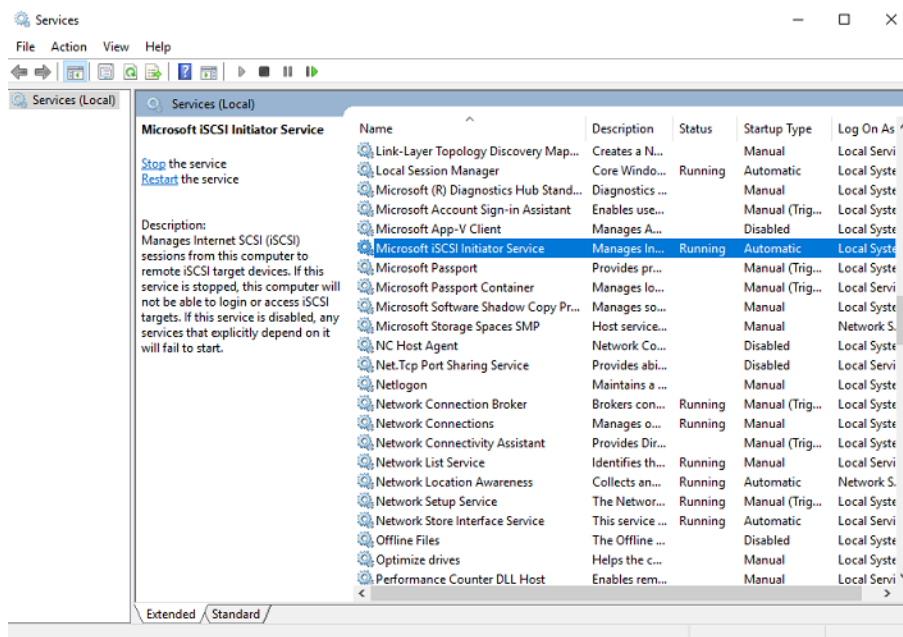 Services
File Action View Help
Services (Local)
Services (Local)
Microsoft iSCSI Initiator Service
Stop the service
Restart the service
Description:
Manages Internet SCSI (iSCSI)
sessions from this computer to
remote iSCSI target devices. If this
service is stopped, this computer will
not be able to login or access iSCSI
targets. If this service is disabled, any
services that explicitly depend on it
will fail to start.
Name Description Status Startup Type Log On As
Link-Layer Topology Discovery Map... Creates a N... Manual Local Servi
Local Session Manager Core Windo... Running Automatic Local Syste
Microsoft (R) Diagnostics Hub Stand... Diagnostics ... Manual Local Syste
Microsoft Account Sign-in Assistant Enables use... Manual (Trig... Local Syste
Microsoft App-V Client Manages A... Disabled Local Syste
Microsoft iSCSI Initiator Service Manages In... Running Automatic Local Syste
Microsoft Passport Provides pr... Manual (Trig... Local Syste
Microsoft Passport Container Manages lo... Manual (Trig... Local Servi
Microsoft Software Shadow Copy Pr... Manages so... Manual Local Syste
Microsoft Storage Spaces SMP Host service... Manual Network S.
NC Host Agent Network Co... Disabled Local Syste
Net.Tcp Port Sharing Service Provides abi... Disabled Local Servi
Netlogon Maintains a ... Manual Local Syste
Network Connection Broker Brokers con... Running Manual (Trig... Local Syste
Network Connections Manages o... Running Manual Local Syste
Network Connectivity Assistant Provides Dir... Manual (Trig... Local Syste
Network List Service Identifies th... Running Manual Local Servi
Network Location Awareness Collects an... Running Automatic Network S.
Network Setup Service The Networ... Running Manual (Trig... Local Syste
Network Store Interface Service This service ... Running Automatic Local Servi
Offline Files The Offline ... Disabled Local Syste
Optimize drives Helps the c... Manual Local Syste
Performance Counter DLL Host Enables rem... Manual Local Servi
Extended Standard